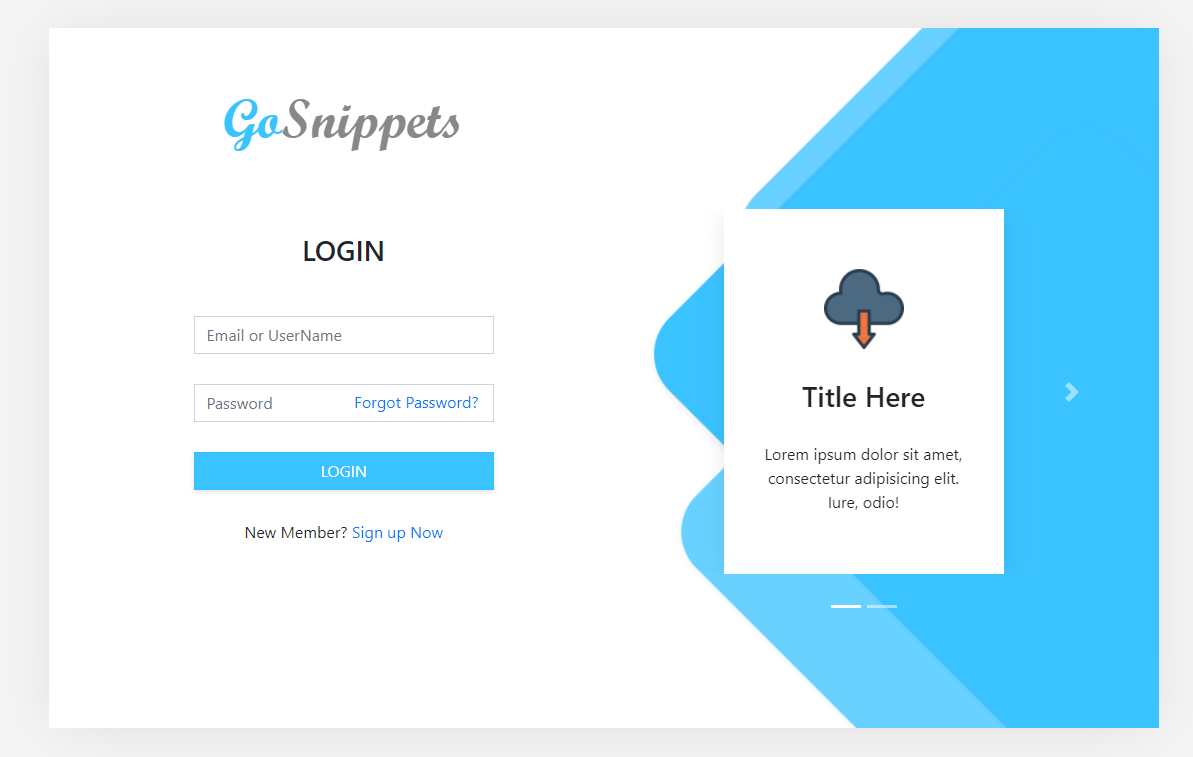 GoSnippets
LOGIN
Email or UserName
Password Forgot Password?
LOGIN
New Member? Sign up Now
Title Here
Lorem ipsum dolor sit amet,
consectetur adipisicing elit.
Iure, odio!